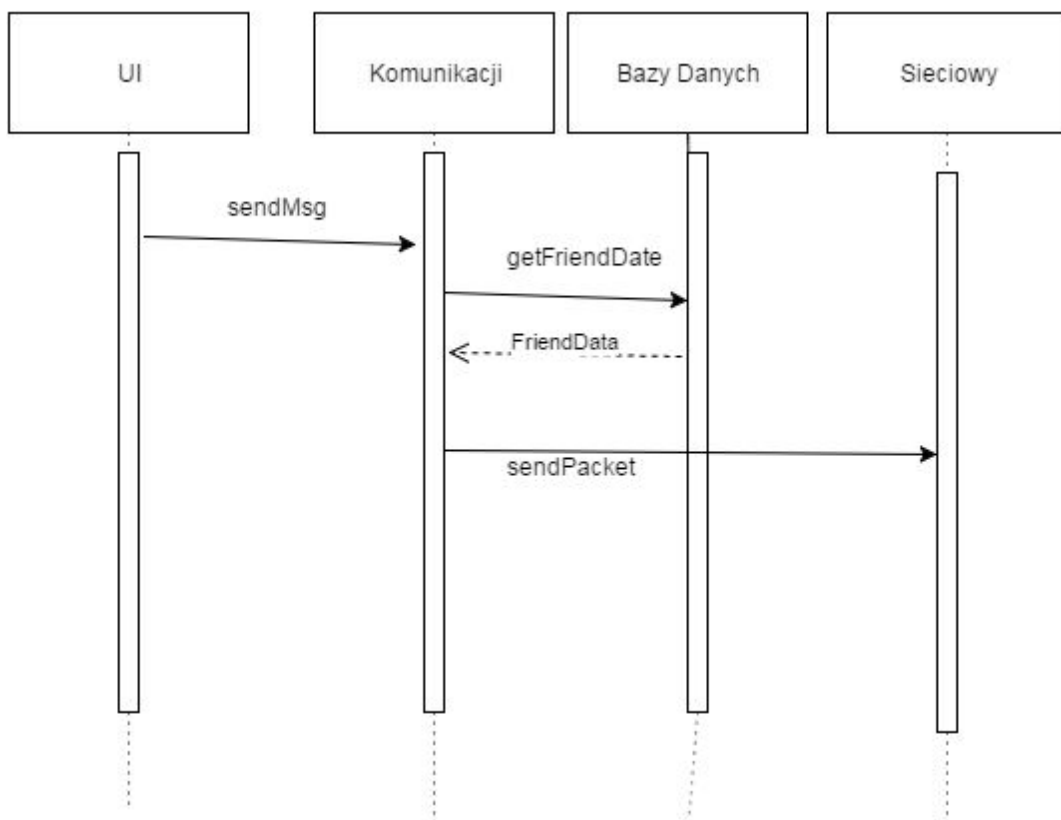 UI
Komunikacji
Bazy Danych
Sieciowy
sendMsg
getFriendDate
FriendData
sendPacket